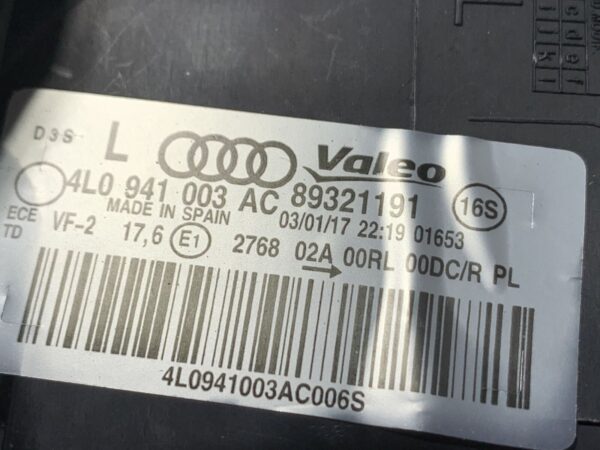 L
D3S L Valeo
4L0 941 003 AC 89321191 16S
MADE IN SPAIN 03/01/17 22:19 01653
ECE
TD VF-2 17,6 E1 2768 02A 00RL 00DC/R PL
4L0941003AC006S